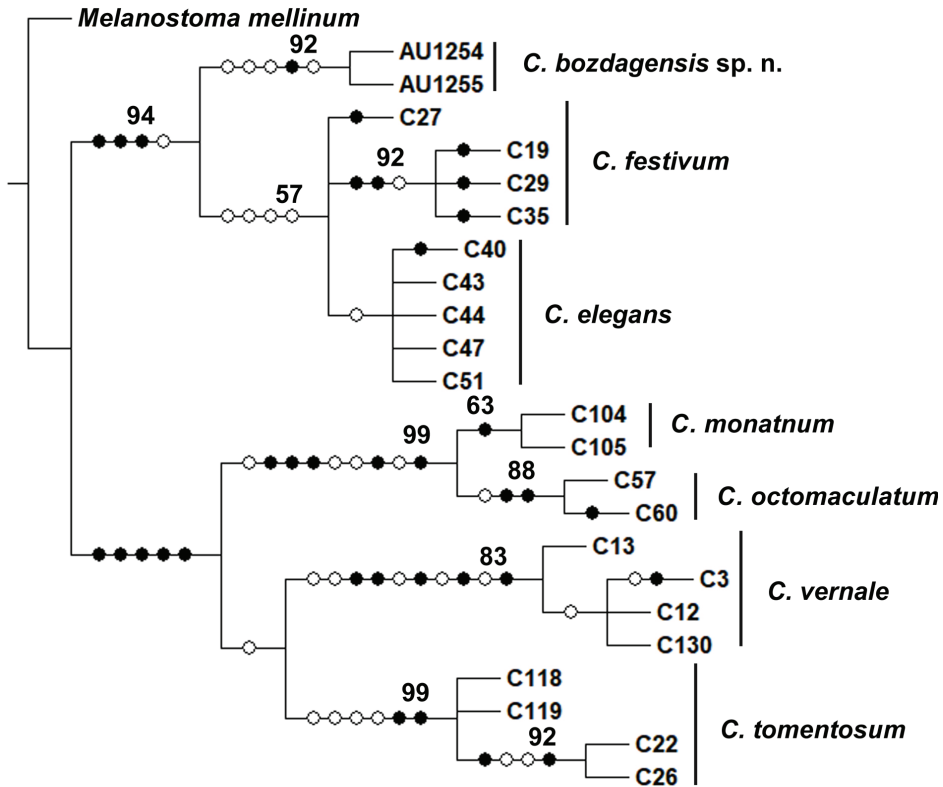 Melanostoma mellinum
92
AU1254
C. bozdagensis sp. n.
AU1255
94
C27
C19
92
C. festivum
C29
57
C35
C40
C43
C44
C. elegans
C47
C51
63
C104
C. monatnum
99
C105
88
C57
C. octomaculatum
C60
C13
83
C3
C. vernale
C12
C130
C118
99
C119
C. tomentosum
92
C22
C26